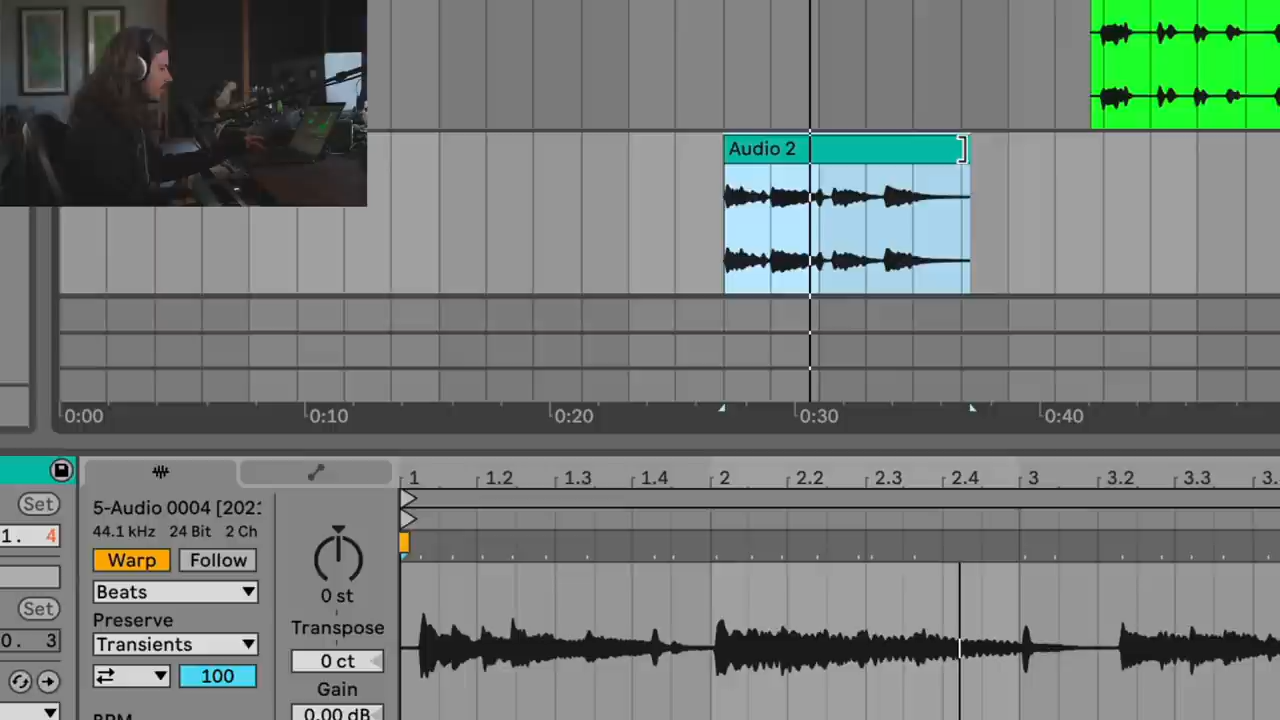 Audio 2
0:00
0:10
0:20
0:30
0:40
1
1.2
1.3
1.4
2
2.2
2.3
2.4
3
3.2
3.3
3.
Set
5-Audio 0004 [202
44.1 kHz 24 Bit 2 Ch
1. 4
Warp
Follow
0 st
Beats
Set
Preserve
Transpose
0. 3
Transients
0 ct
100
Gain
0.00 dB
BPM